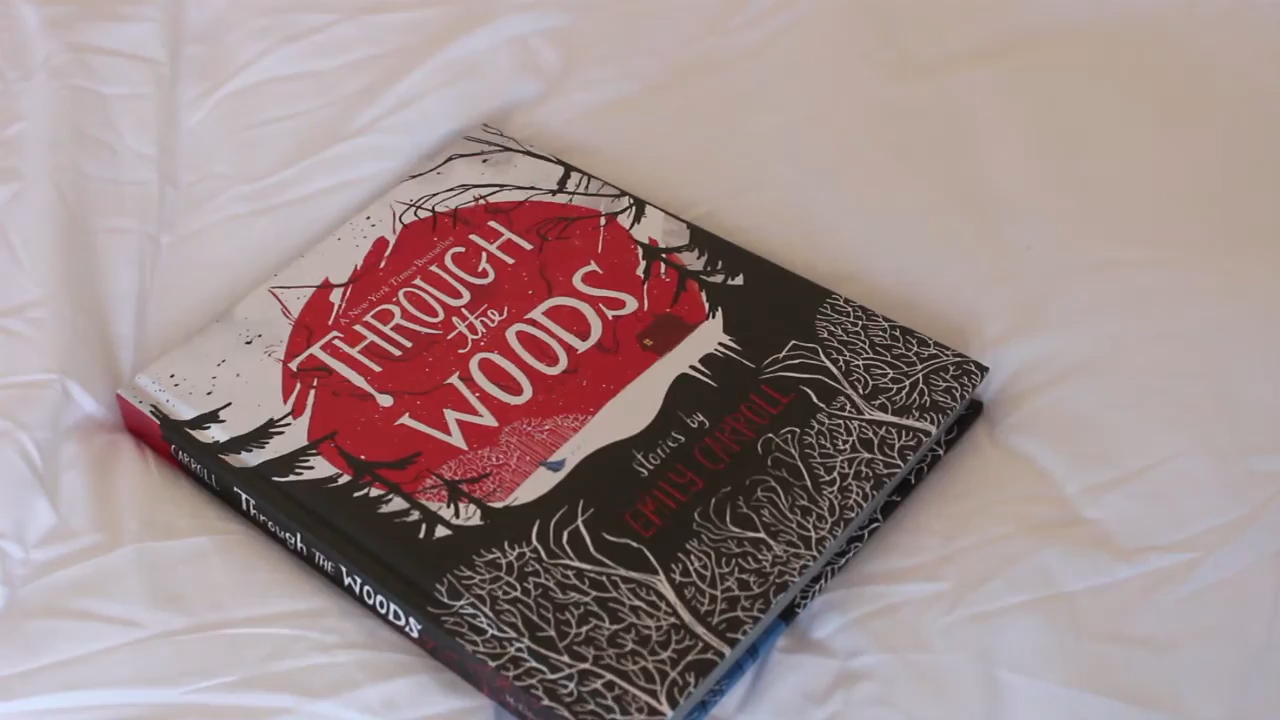 A New York Times Bestseller
THROUGH
the
WOODS
stories by
EMILY CARROLL
CARROLL Through THE WOODS